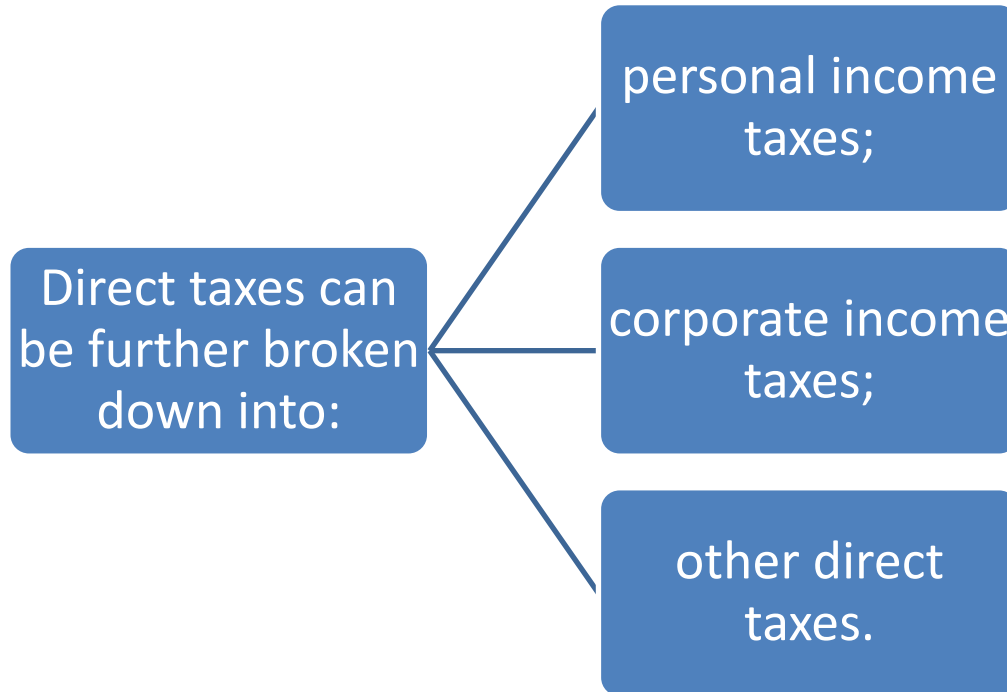 Direct taxes can
be further broken
down into:
personal income
taxes;
corporate income
taxes;
other direct
taxes.